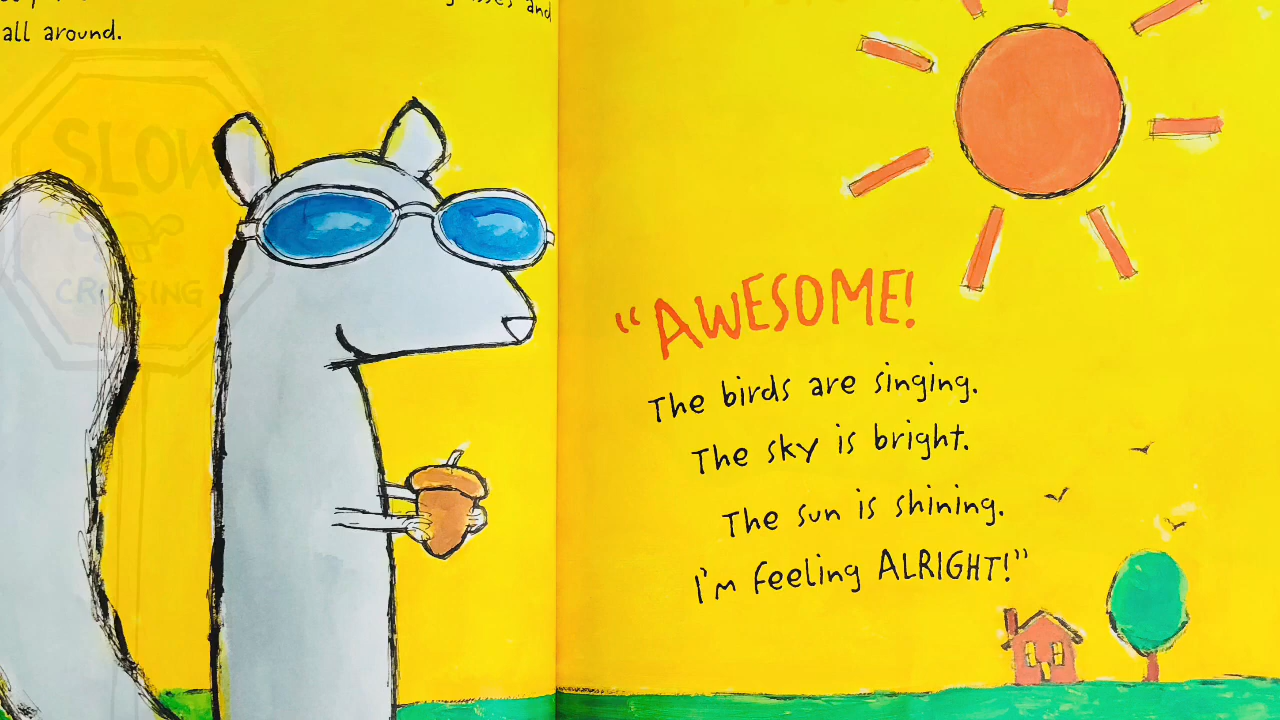 and
all around.
SLOW
CROSSING
“AWESOME!
The birds are singing.
The sky is bright.
The sun is shining.
I'm feeling ALRIGHT!”